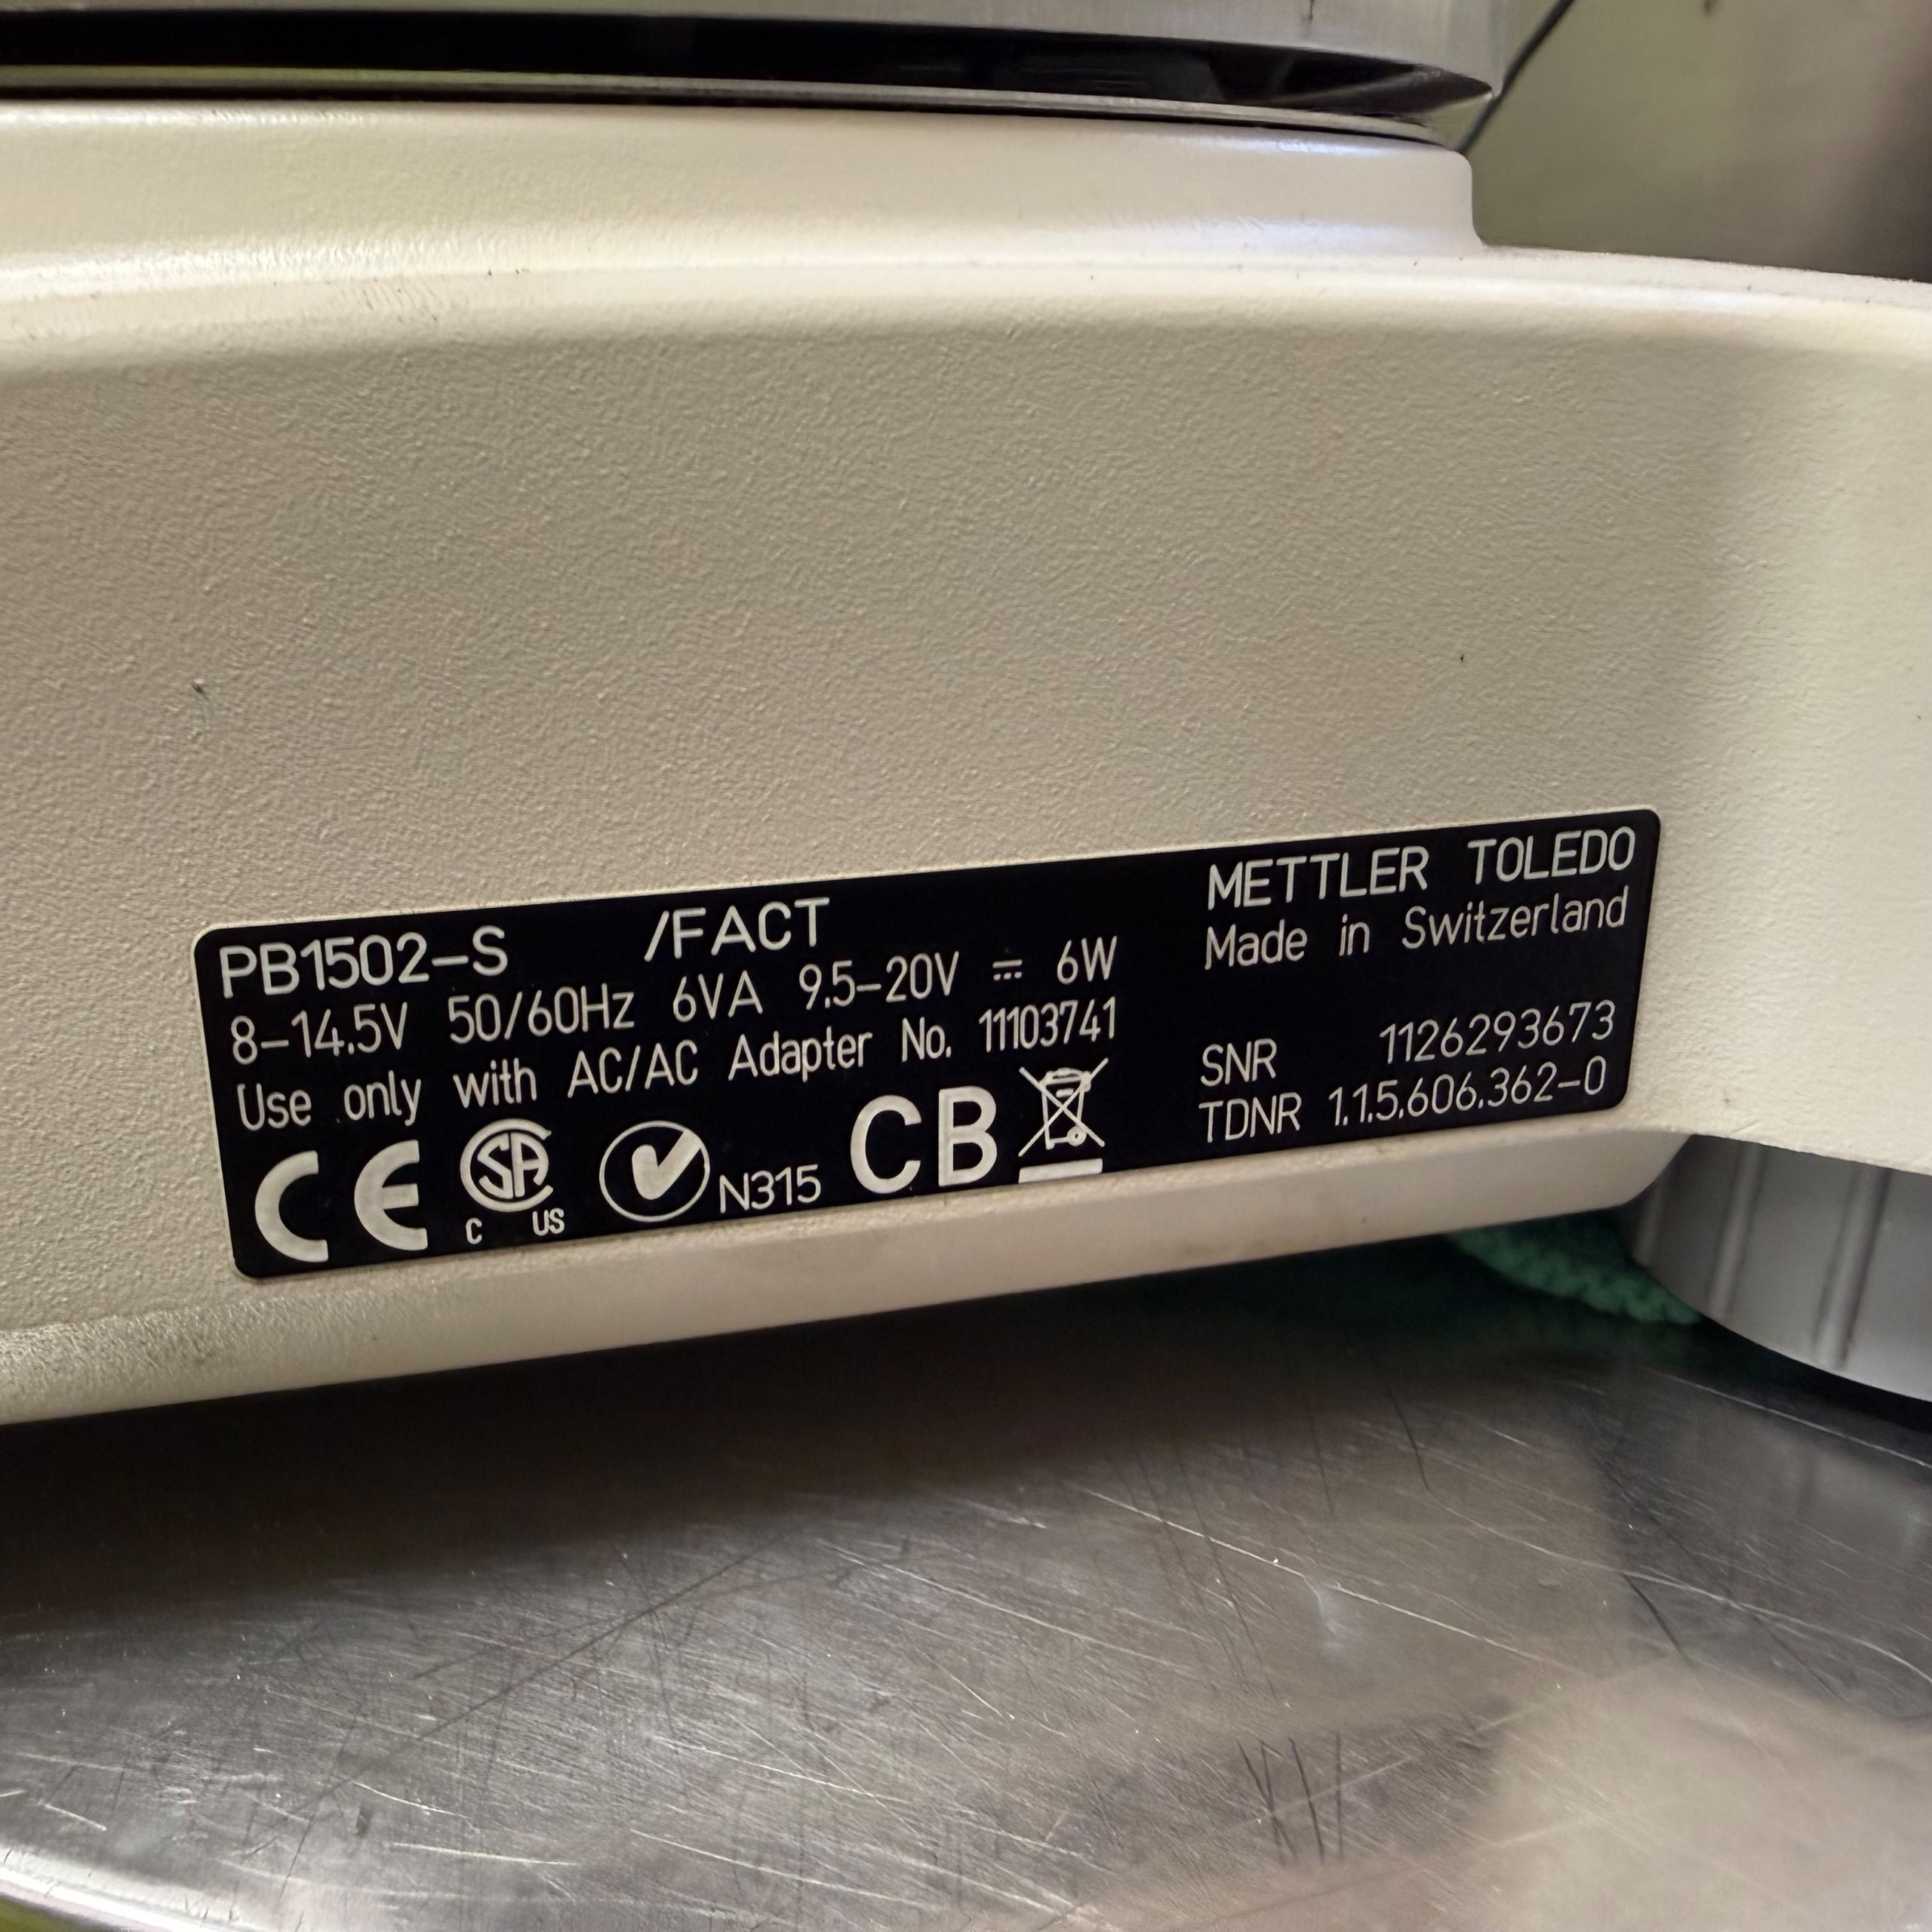 PB1502-S /FACT
8-14.5V 50/60Hz 6VA 9.5-20V ⎓ 6W
Use only with AC/AC Adapter No. 11103741
CE CSA C US N315 CB
METTLER TOLEDO
Made in Switzerland
SNR 1126293673
TDNR 1.1.5.606.362-0